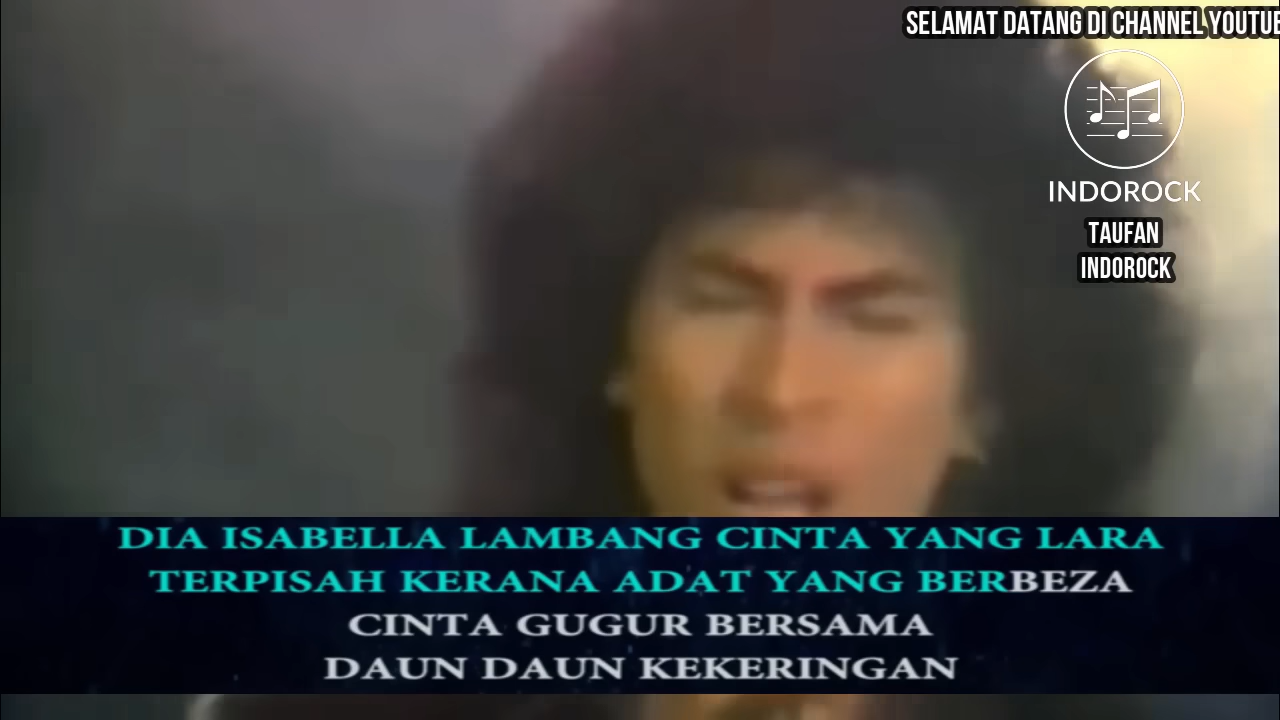 SELAMAT DATANG DI CHANNEL YOUTUBE
INDOROCK
TAUFAN
INDOROCK
DIA ISABELLA LAMBANG CINTA YANG LARA
TERPISAH KERANA ADAT YANG BERBEZA
CINTA GUGUR BERSAMA
DAUN DAUN KEKERINGAN